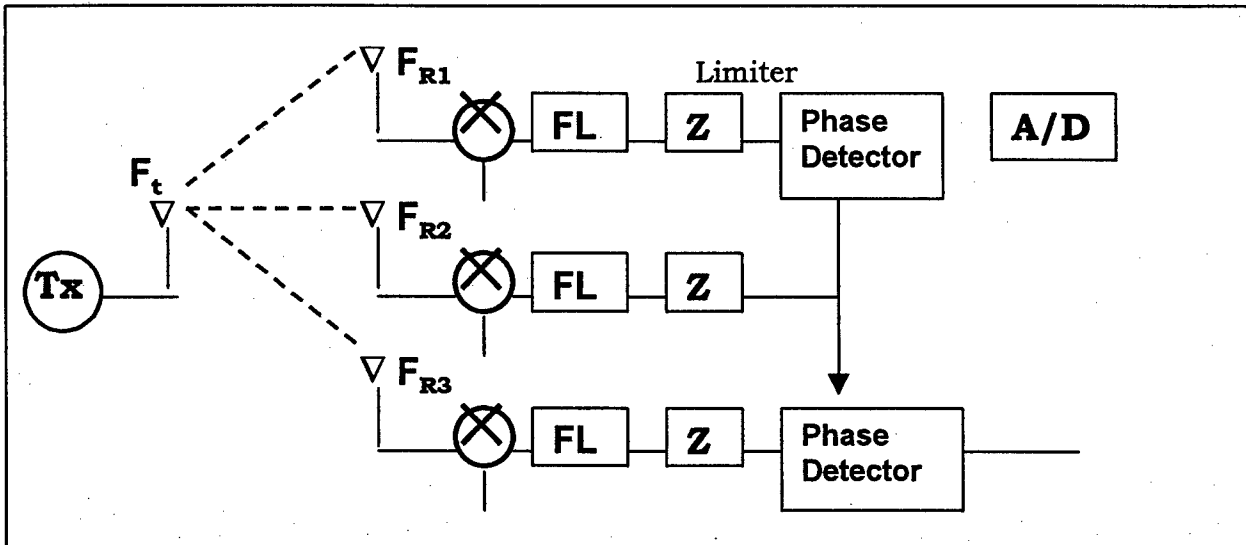 Limiter
F_R1
FL
Z
Phase
Detector
A/D
F_t
F_R2
Tx
FL
Z
F_R3
FL
Z
Phase
Detector